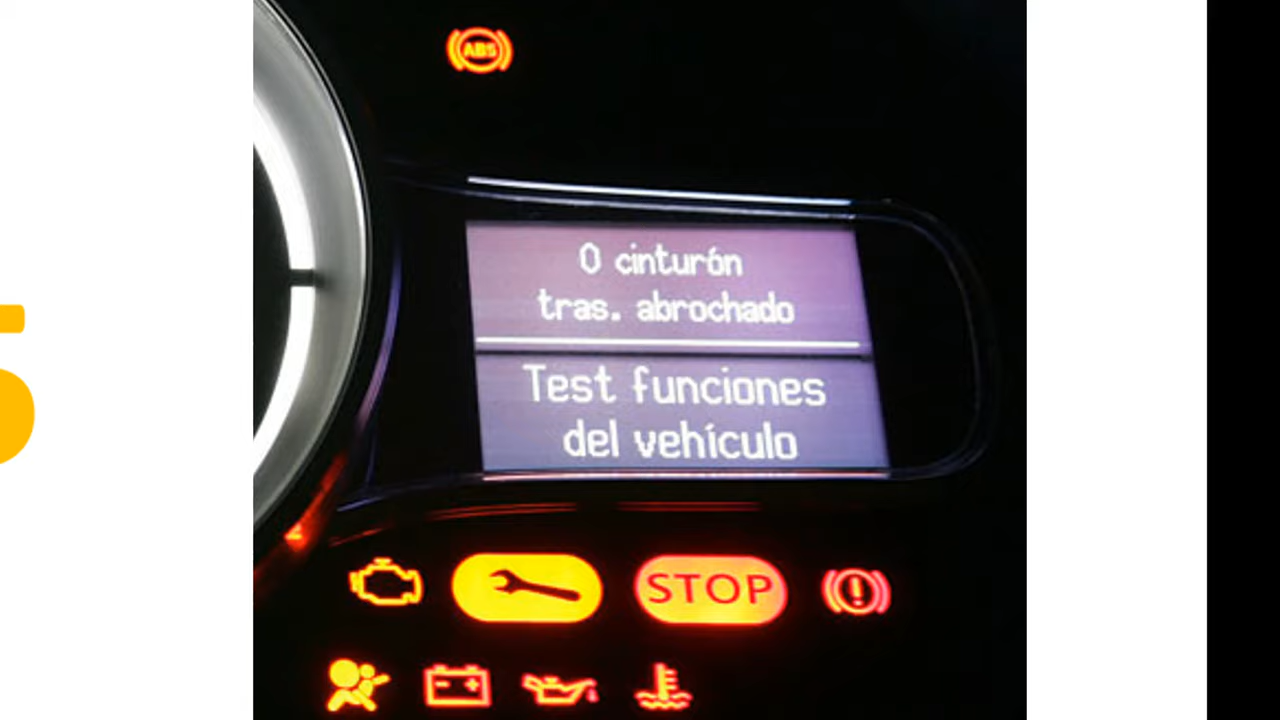 ABS
0 cinturón
tras. abrochado
Test funciones
del vehículo
STOP